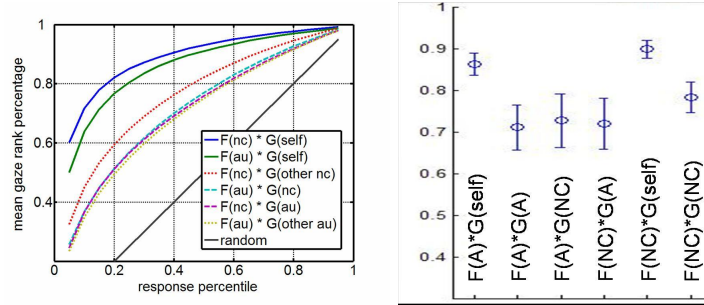 mean gaze rank percentage
1
0.8
0.6
0.4
F(nc) * G(self)
F(au) * G(self)
F(nc) * G(other nc)
F(au) * G(nc)
F(nc) * G(au)
F(au) * G(other au)
random
0 0.2 0.4 0.6 0.8 1
response percentile
1
0.9
0.8
0.7
0.6
0.5
0.4
F(A)*G(self)
F(A)*G(A)
F(A)*G(NC)
F(NC)*G(A)
F(NC)*G(self)
F(NC)*G(NC)